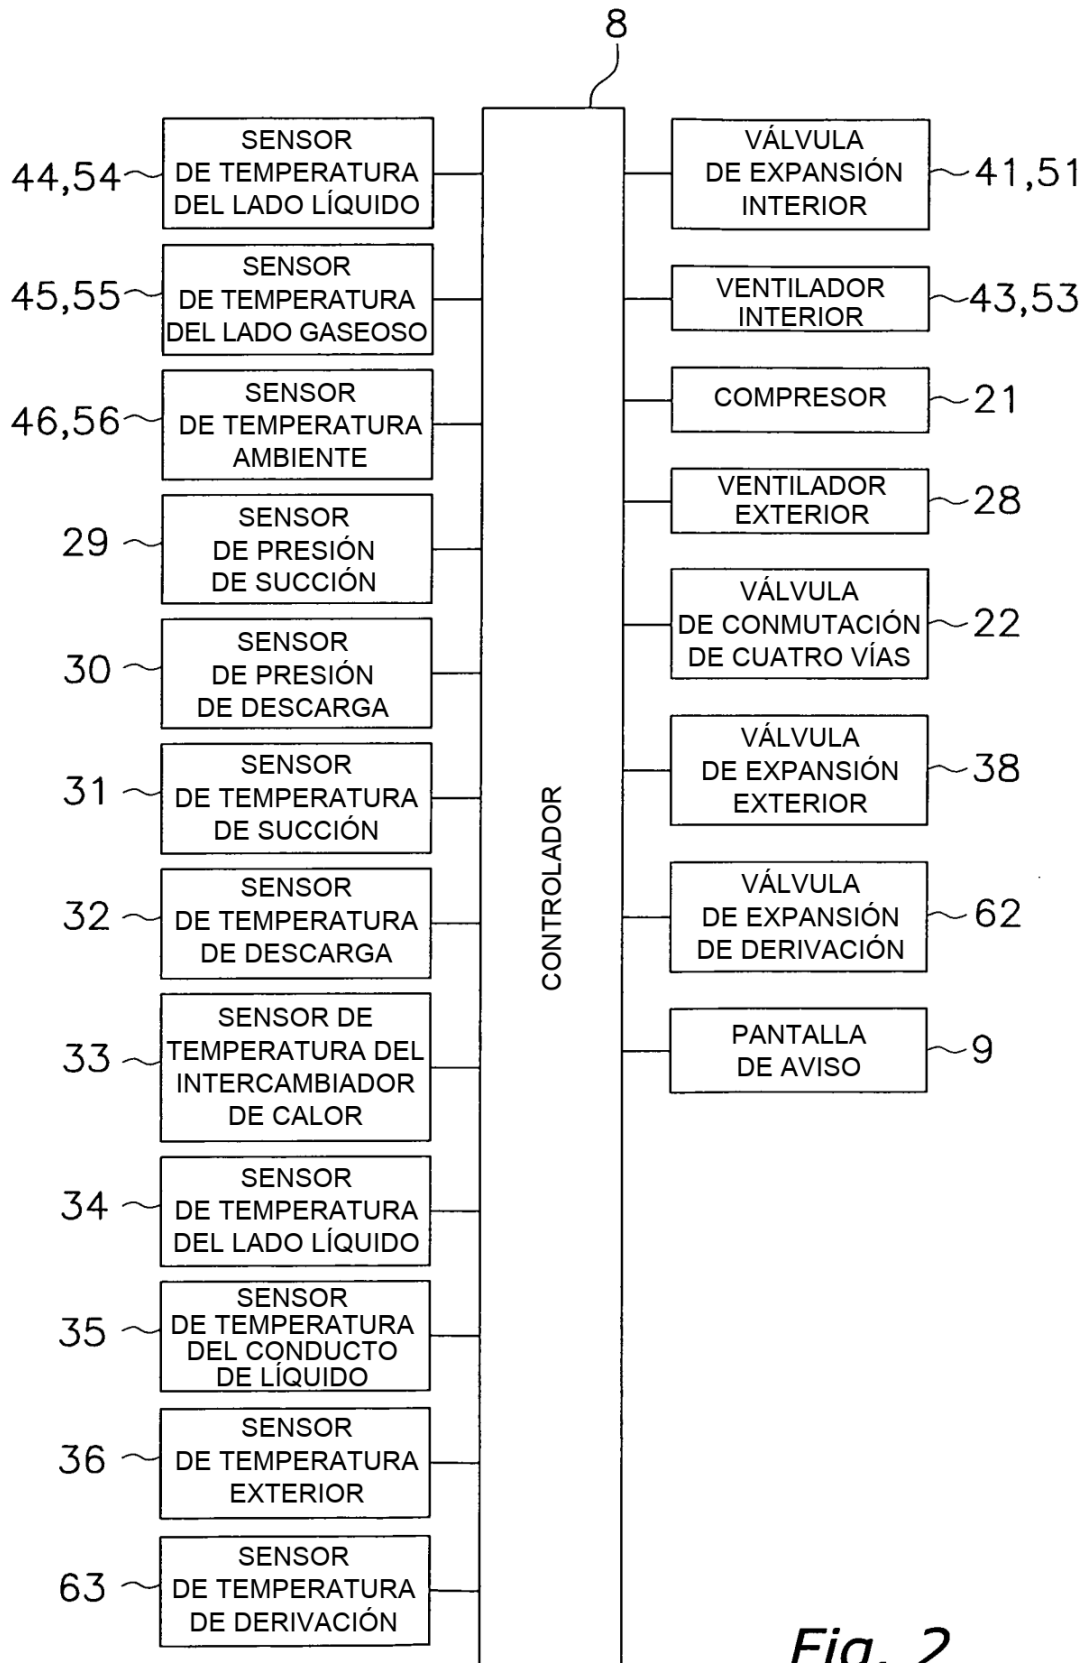 8
44,54
SENSOR
DE TEMPERATURA
DEL LADO LÍQUIDO
45,55
SENSOR
DE TEMPERATURA
DEL LADO GASEOSO
46,56
SENSOR
DE TEMPERATURA
AMBIENTE
29
SENSOR
DE PRESIÓN
DE SUCCIÓN
30
SENSOR
DE PRESIÓN
DE DESCARGA
31
SENSOR
DE TEMPERATURA
DE SUCCIÓN
32
SENSOR
DE TEMPERATURA
DE DESCARGA
33
SENSOR DE
TEMPERATURA DEL
INTERCAMBIADOR
DE CALOR
34
SENSOR
DE TEMPERATURA
DEL LADO LÍQUIDO
35
SENSOR
DE TEMPERATURA
DEL CONDUCTO
DE LÍQUIDO
36
SENSOR
DE TEMPERATURA
EXTERIOR
63
SENSOR
DE TEMPERATURA
DE DERIVACIÓN
CONTROLADOR
VÁLVULA
DE EXPANSIÓN
INTERIOR
41,51
VENTILADOR
INTERIOR
43,53
COMPRESOR
21
VENTILADOR
EXTERIOR
28
VÁLVULA
DE CONMUTACIÓN
DE CUATRO VÍAS
22
VÁLVULA
DE EXPANSIÓN
EXTERIOR
38
VÁLVULA
DE EXPANSIÓN
DE DERIVACIÓN
62
PANTALLA
DE AVISO
9
Fig. 2